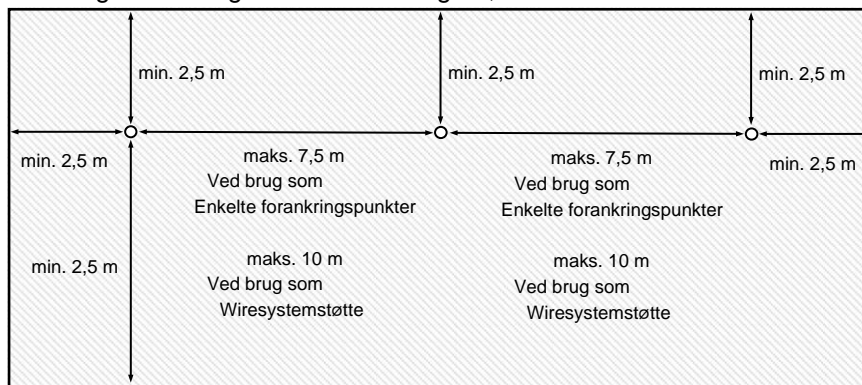 min. 2,5 m
min. 2,5 m
min. 2,5 m
min. 2,5 m
maks. 7,5 m
Ved brug som
Enkelte forankringspunkter
maks. 7,5 m
Ved brug som
Enkelte forankringspunkter
min. 2,5 m
min. 2,5 m
maks. 10 m
Ved brug som
Wiresystemstøtte
maks. 10 m
Ved brug som
Wiresystemstøtte